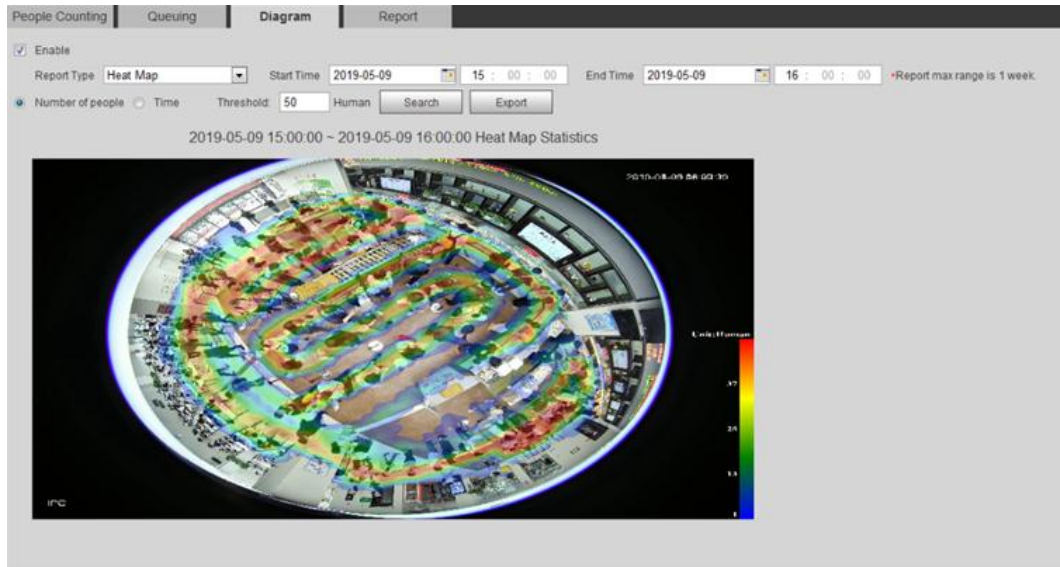 People Counting Queuing Diagram Report
Enable
Report Type Heat Map Start Time 2019-05-09 15 : 00 : 00 End Time 2019-05-09 16 : 00 : 00 *Report max range is 1 week.
Number of people Time Threshold: 50 Human Search Export
2019-05-09 15:00:00 ~ 2019-05-09 16:00:00 Heat Map Statistics
Unit:Human
IPC